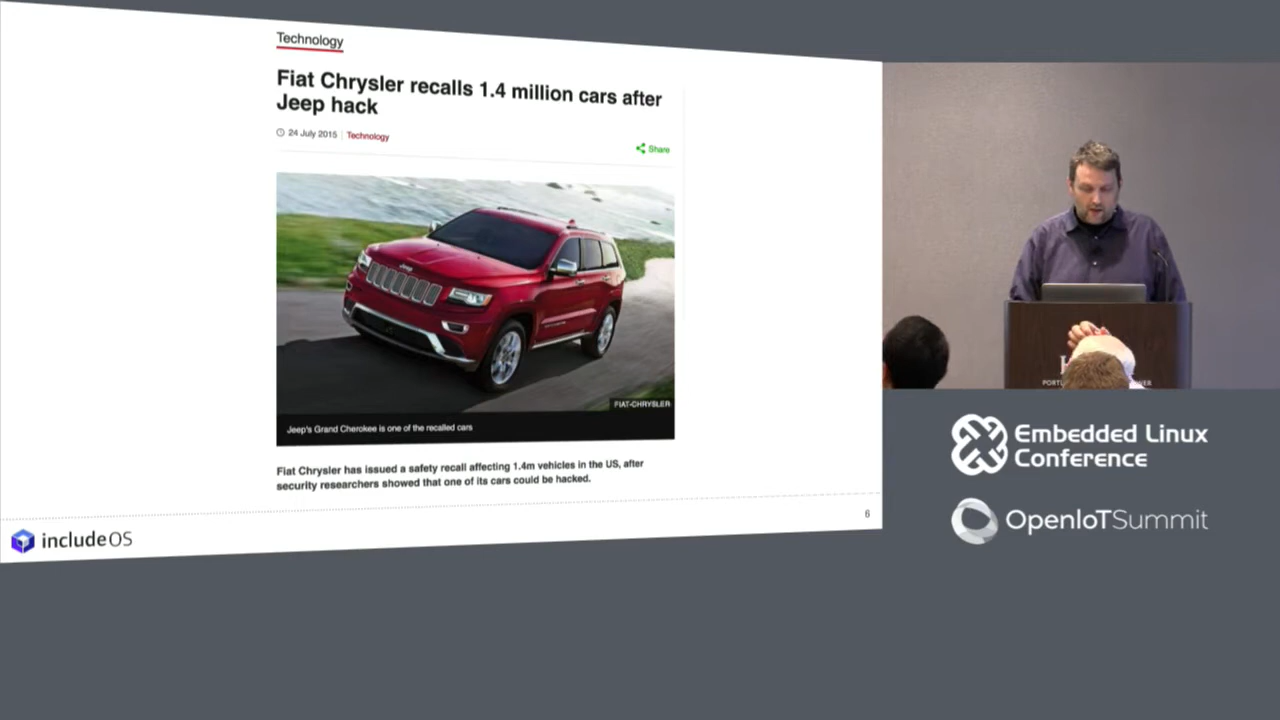 Technology
Fiat Chrysler recalls 1.4 million cars after
Jeep hack
24 July 2015 | Technology
Share
Jeep
FIAT-CHRYSLER
Jeep's Grand Cherokee is one of the recalled cars
Fiat Chrysler has issued a safety recall affecting 1.4m vehicles in the US, after
security researchers showed that one of its cars could be hacked.
includeOS
6
Embedded Linux
Conference
OpenIoTSummit